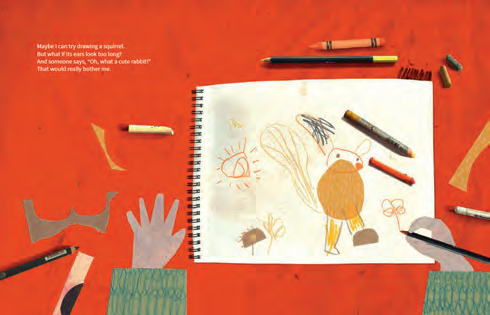 Maybe I can try drawing a squirrel.
But what if its ears look too long?
And someone says, “Oh, what a cute rabbit!”
That would really bother me.